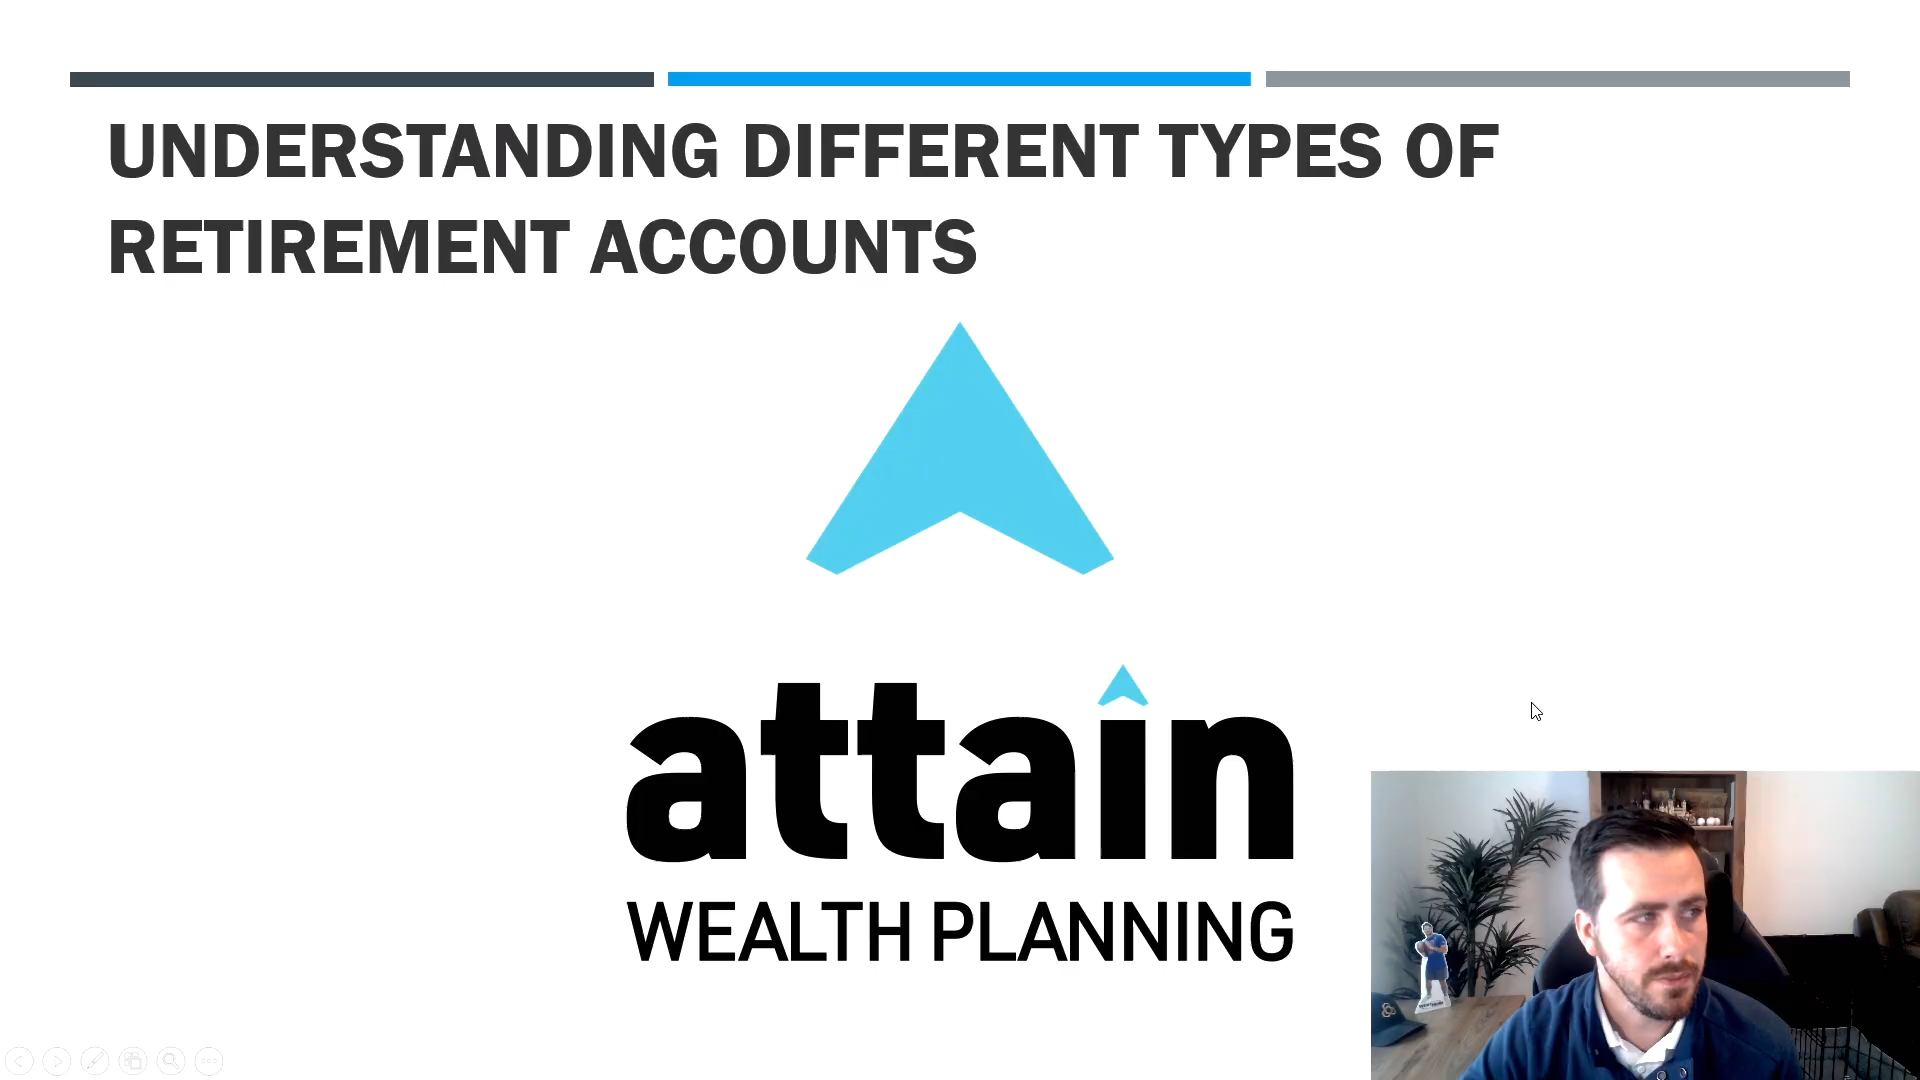 UNDERSTANDING DIFFERENT TYPES OF
RETIREMENT ACCOUNTS
attain
WEALTH PLANNING